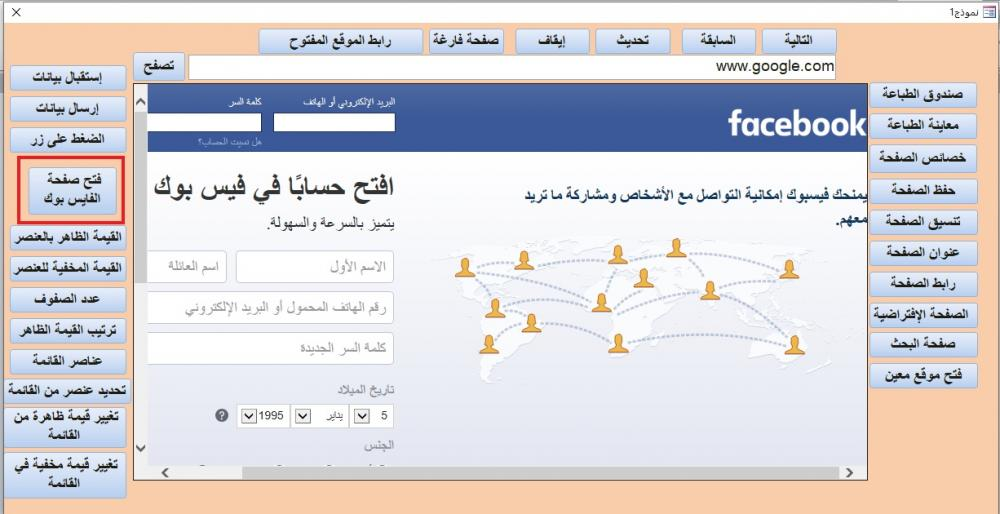 نموذج1
التالية
السابقة
تحديث
إيقاف
صفحة فارغة
رابط الموقع المفتوح
www.google.com
تصفح
صندوق الطباعة
معاينة الطباعة
خصائص الصفحة
حفظ الصفحة
تنسيق الصفحة
عنوان الصفحة
رابط الصفحة
الصفحة الإفتراضية
صفحة البحث
فتح موقع معين
facebook
البريد الإلكتروني أو الهاتف
كلمة السر
هل نسيت الحساب؟
يمنحك فيسبوك إمكانية التواصل مع الأشخاص ومشاركة ما تريد
معهم.
افتح حسابًا في فيس بوك
يتميز بالسرعة والسهولة.
الاسم الأول
اسم العائلة
رقم الهاتف المحمول أو البريد الإلكتروني
كلمة السر الجديدة
تاريخ الميلاد
5
يناير
1995
?
الجنس
إستقبال بيانات
إرسال بيانات
الضغط على زر
فتح صفحة
الفايس بوك
القيمة الظاهر بالعنصر
القيمة المخفية للعنصر
عدد الصفوف
ترتيب القيمة الظاهر
عناصر القائمة
تحديد عنصر من القائمة
تغيير قيمة ظاهرة من
القائمة
تغيير قيمة مخفية في
القائمة